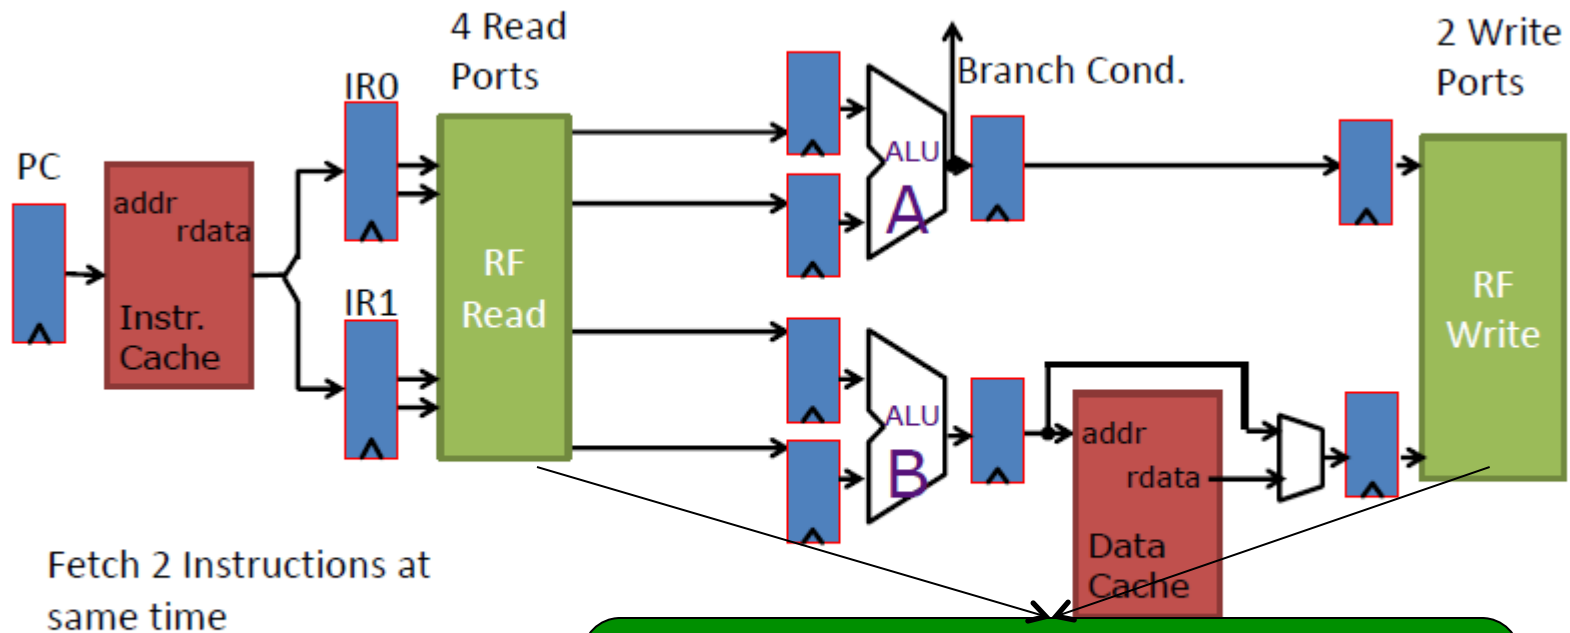 4 Read
Ports
2 Write
Ports
IR0
Branch Cond.
PC
addr
rdata
ALU
A
Instr.
Cache
RF
Read
RF
Write
IR1
ALU
B
addr
rdata
Data
Cache
Fetch 2 Instructions at
same time